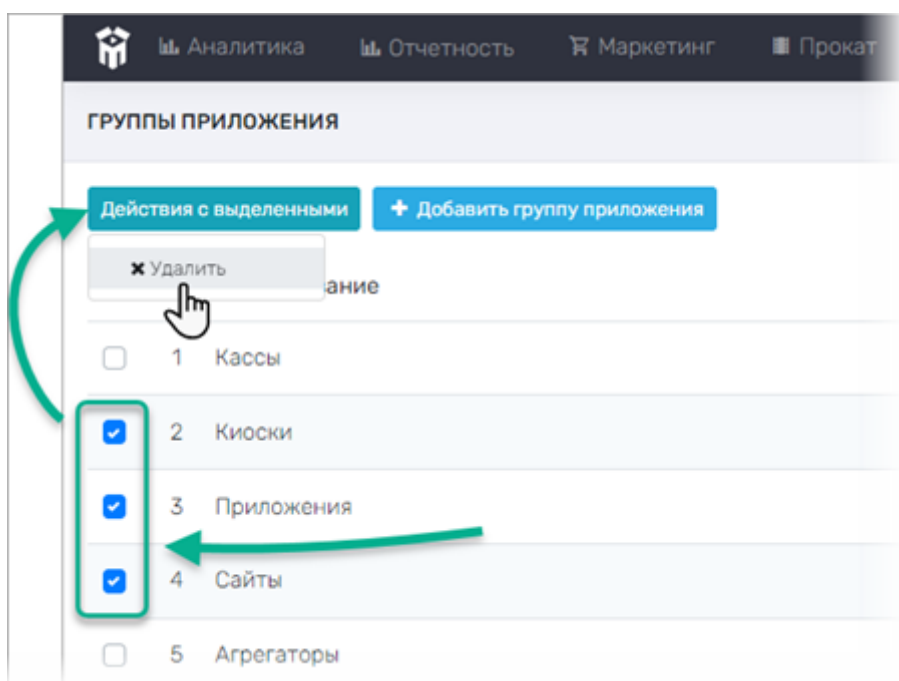 Аналитика Отчетность Маркетинг Прокат
ГРУППЫ ПРИЛОЖЕНИЯ
Действия с выделенными + Добавить группу приложения
Удалить
ание
1 Кассы
2 Киоски
3 Приложения
4 Сайты
5 Агрегаторы